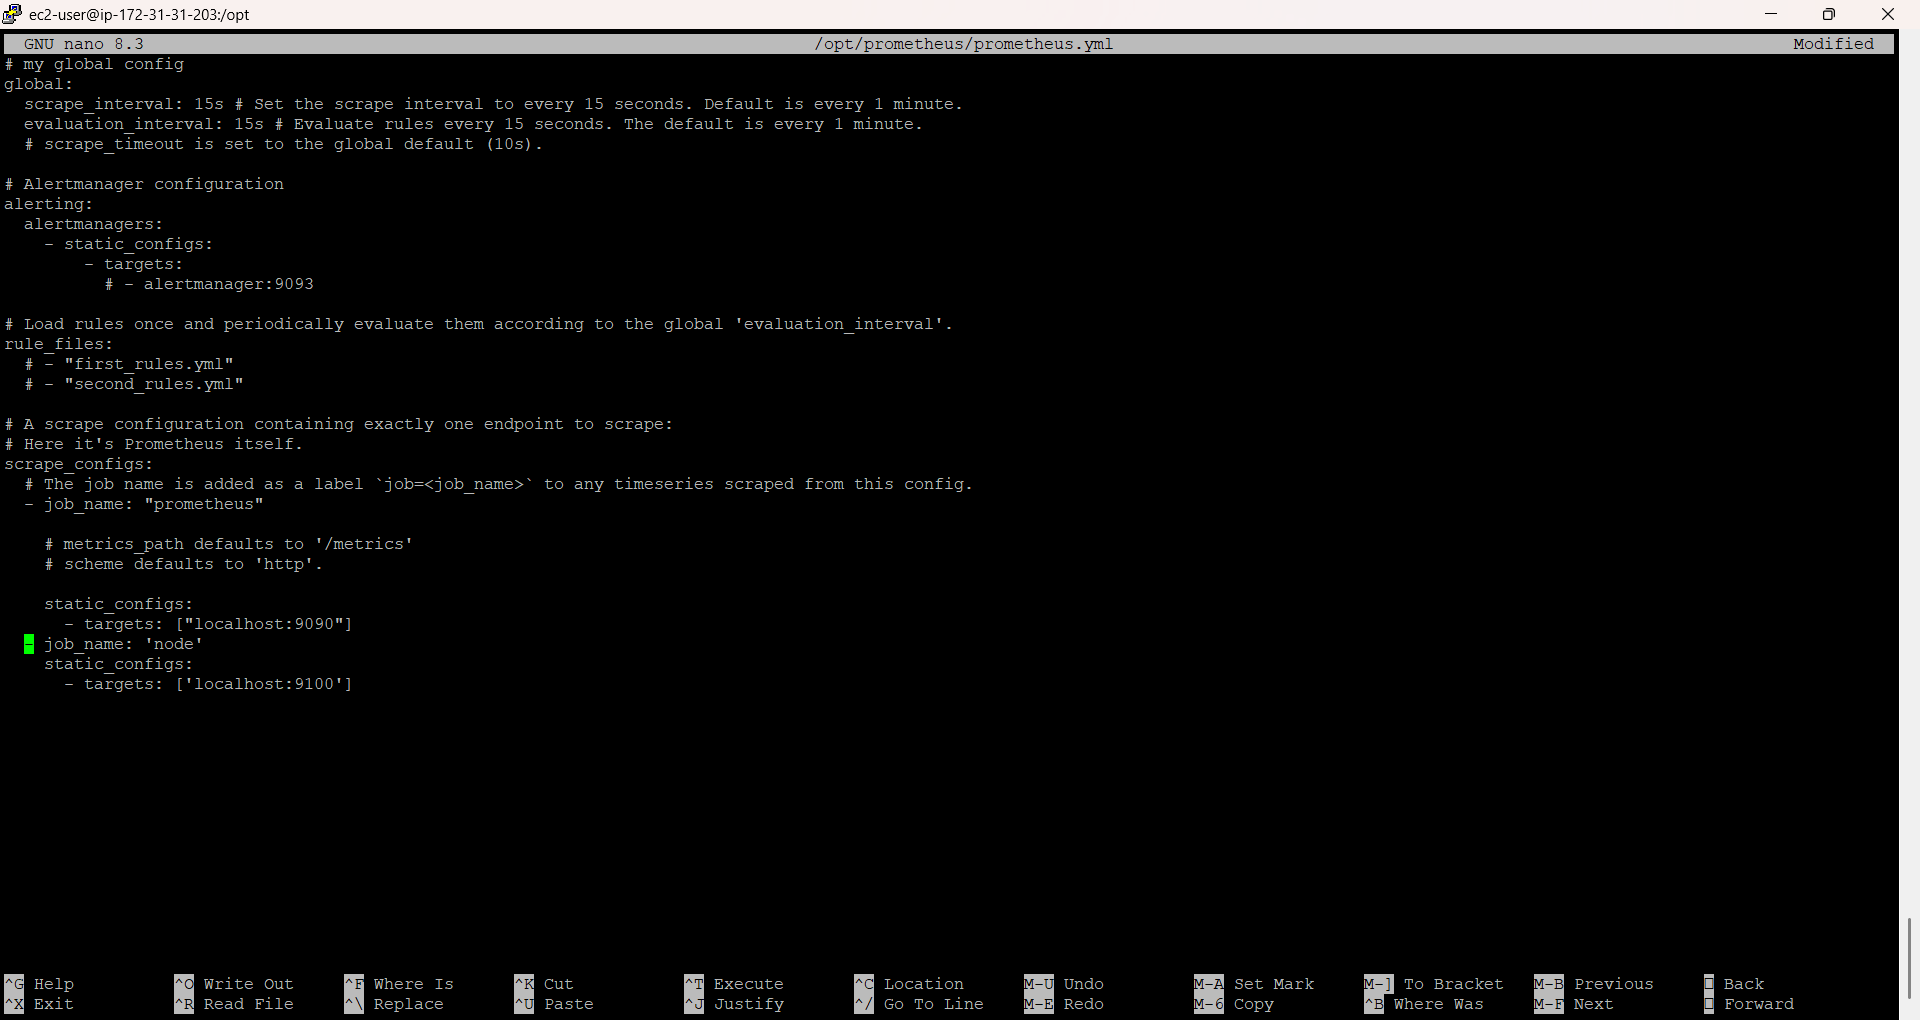 ec2-user@ip-172-31-31-203:/opt
GNU nano 8.3 /opt/prometheus/prometheus.yml Modified
# my global config
global:
  scrape_interval: 15s # Set the scrape interval to every 15 seconds. Default is every 1 minute.
  evaluation_interval: 15s # Evaluate rules every 15 seconds. The default is every 1 minute.
  # scrape_timeout is set to the global default (10s).

# Alertmanager configuration
alerting:
  alertmanagers:
    - static_configs:
        - targets:
          # - alertmanager:9093

# Load rules once and periodically evaluate them according to the global 'evaluation_interval'.
rule_files:
  # - "first_rules.yml"
  # - "second_rules.yml"

# A scrape configuration containing exactly one endpoint to scrape:
# Here it's Prometheus itself.
scrape_configs:
  # The job name is added as a label `job=<job_name>` to any timeseries scraped from this config.
  - job_name: "prometheus"

    # metrics_path defaults to '/metrics'
    # scheme defaults to 'http'.

    static_configs:
      - targets: ["localhost:9090"]
  - job_name: 'node'
    static_configs:
      - targets: ['localhost:9100']

^G Help ^O Write Out ^F Where Is ^K Cut ^T Execute ^C Location M-U Undo M-A Set Mark M-] To Bracket M-B Previous Back
^X Exit ^R Read File ^\ Replace ^U Paste ^J Justify ^/ Go To Line M-E Redo M-6 Copy ^B Where Was M-F Next Forward